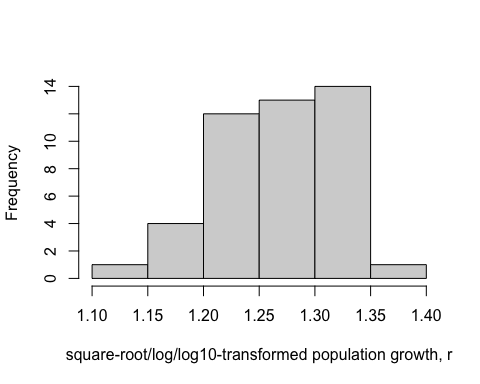 Frequency
14
10
8
6
4
2
0
1.10 1.15 1.20 1.25 1.30 1.35 1.40
square-root/log/log10-transformed population growth, r